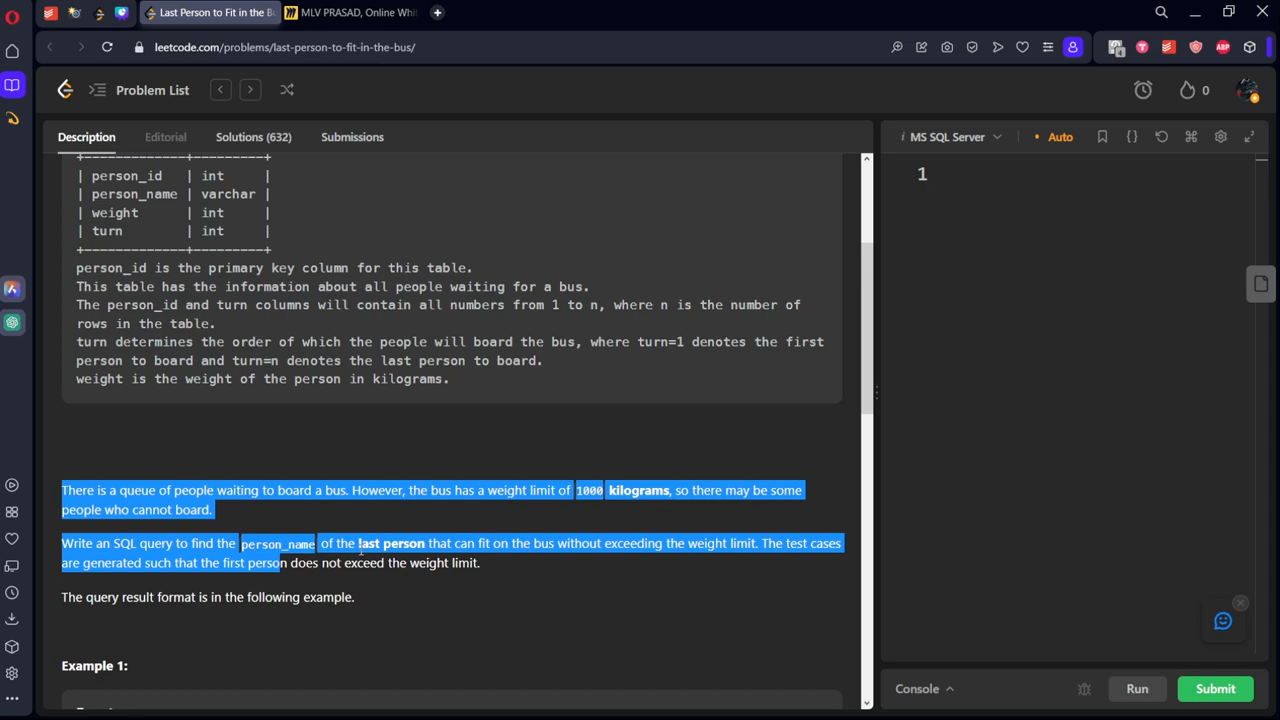 Last Person to Fit in the Bu
MLV PRASAD, Online Whit
leetcode.com/problems/last-person-to-fit-in-the-bus/
ABP
Problem List
0
Description Editorial Solutions (632) Submissions
MS SQL Server
Auto
+-------------+---------+
| person_id | int |
| person_name | varchar |
| weight | int |
| turn | int |
+-------------+---------+
person_id is the primary key column for this table.
This table has the information about all people waiting for a bus.
The person_id and turn columns will contain all numbers from 1 to n, where n is the number of
rows in the table.
turn determines the order of which the people will board the bus, where turn=1 denotes the first
person to board and turn=n denotes the last person to board.
weight is the weight of the person in kilograms.
There is a queue of people waiting to board a bus. However, the bus has a weight limit of 1000 kilograms, so there may be some
people who cannot board.
Write an SQL query to find the person_name of the last person that can fit on the bus without exceeding the weight limit. The test cases
are generated such that the first person does not exceed the weight limit.
The query result format is in the following example.
Example 1:
1
Console
Run
Submit